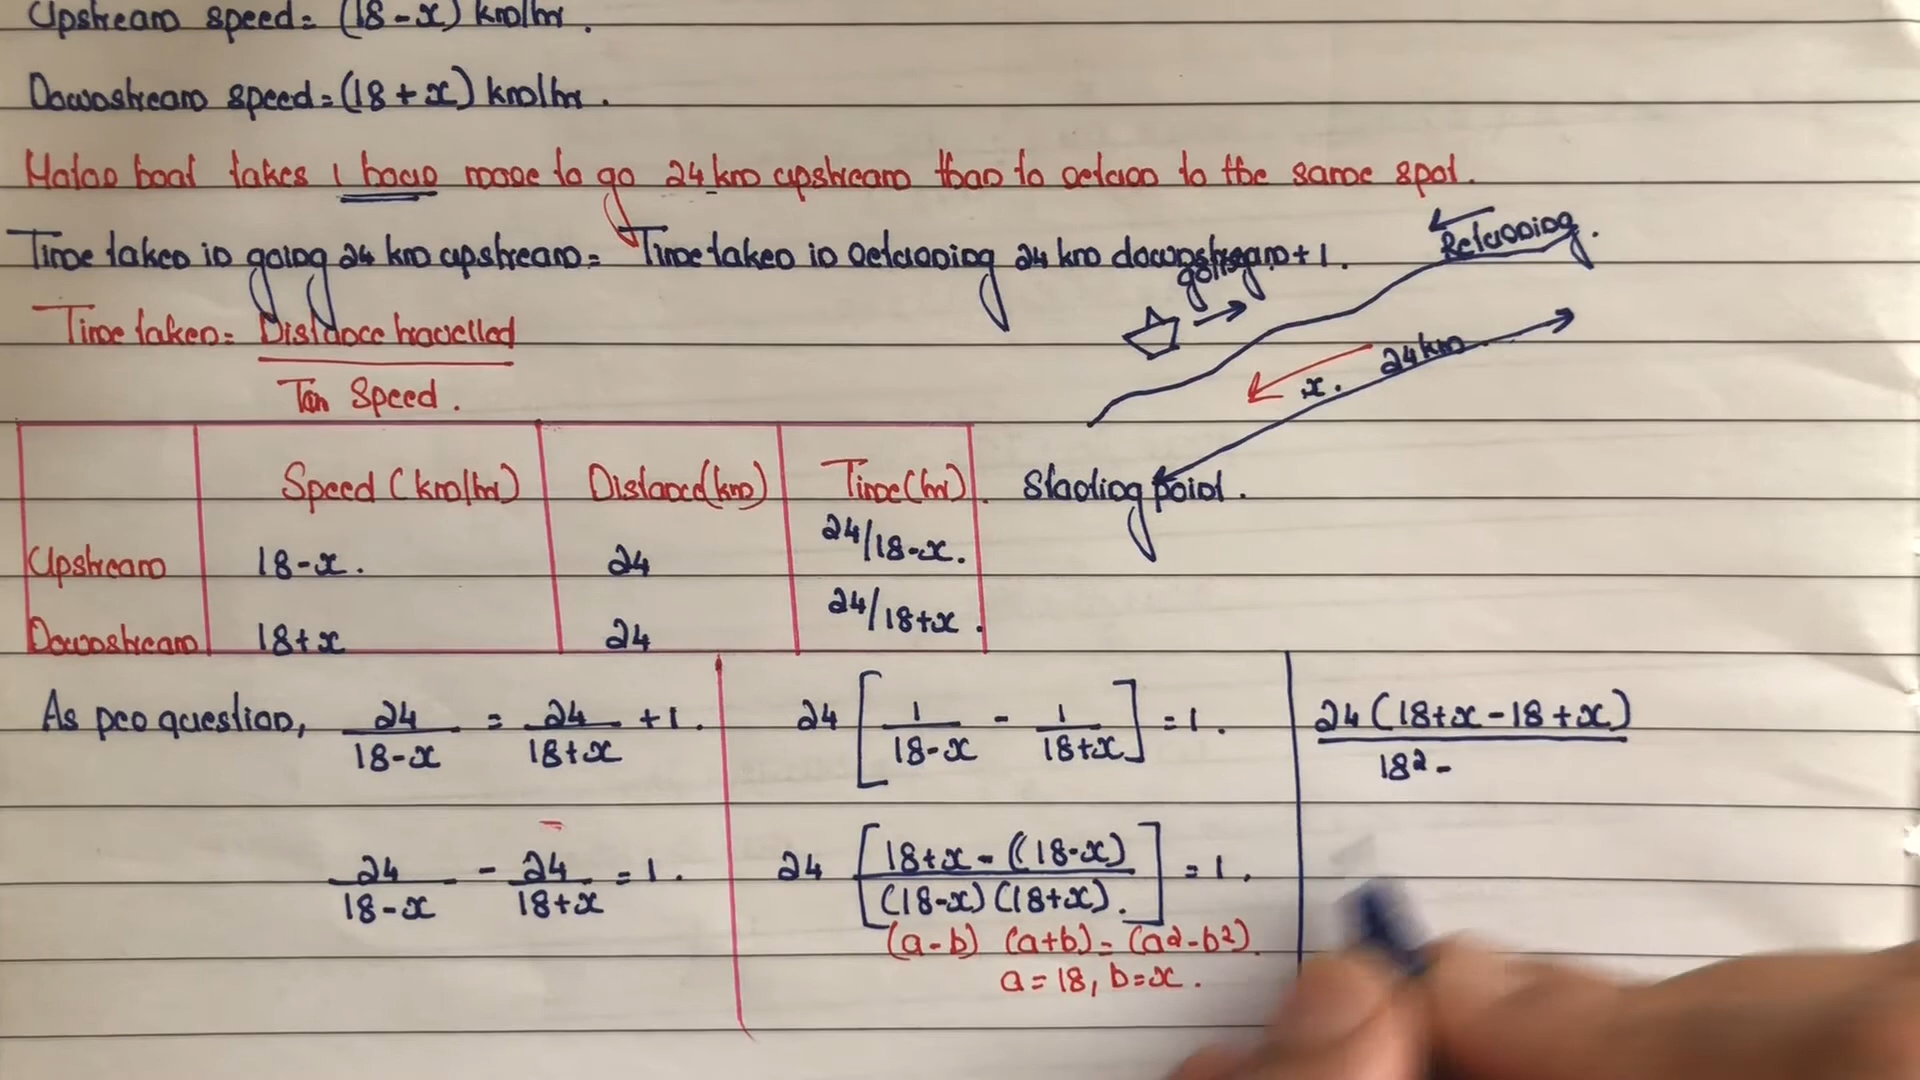 Upstream speed = (18 - x) km/hr.
Downstream speed = (18 + x) km/hr.
Motor boat takes 1 hour more to go 24 km upstream than to return to the same spot.
Time taken in going 24 km upstream = Time taken in returning 24 km downstream + 1.
Returning.
going
Time taken = Distance travelled
Speed.
24 km
x.
Speed (km/hr) Distance (km) Time (hr)
Starting point.
Upstream 18-x. 24 24/18-x.
Downstream 18+x 24 24/18+x.
As per question, 24/18-x = 24/18+x + 1.
24/18-x - 24/18+x = 1.
24 [1/18-x - 1/18+x] = 1.
24 [18+x - (18-x)/(18-x)(18+x).] = 1.
(a-b) (a+b) = (a2-b²)
a = 18, b = x.
24 (18+x-18+x)
18² -